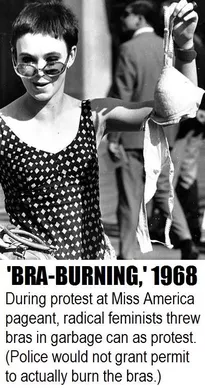 'BRA-BURNING,' 1968
During protest at Miss America
pageant, radical feminists threw
bras in garbage can as protest.
(Police would not grant permit
to actually burn the bras.)